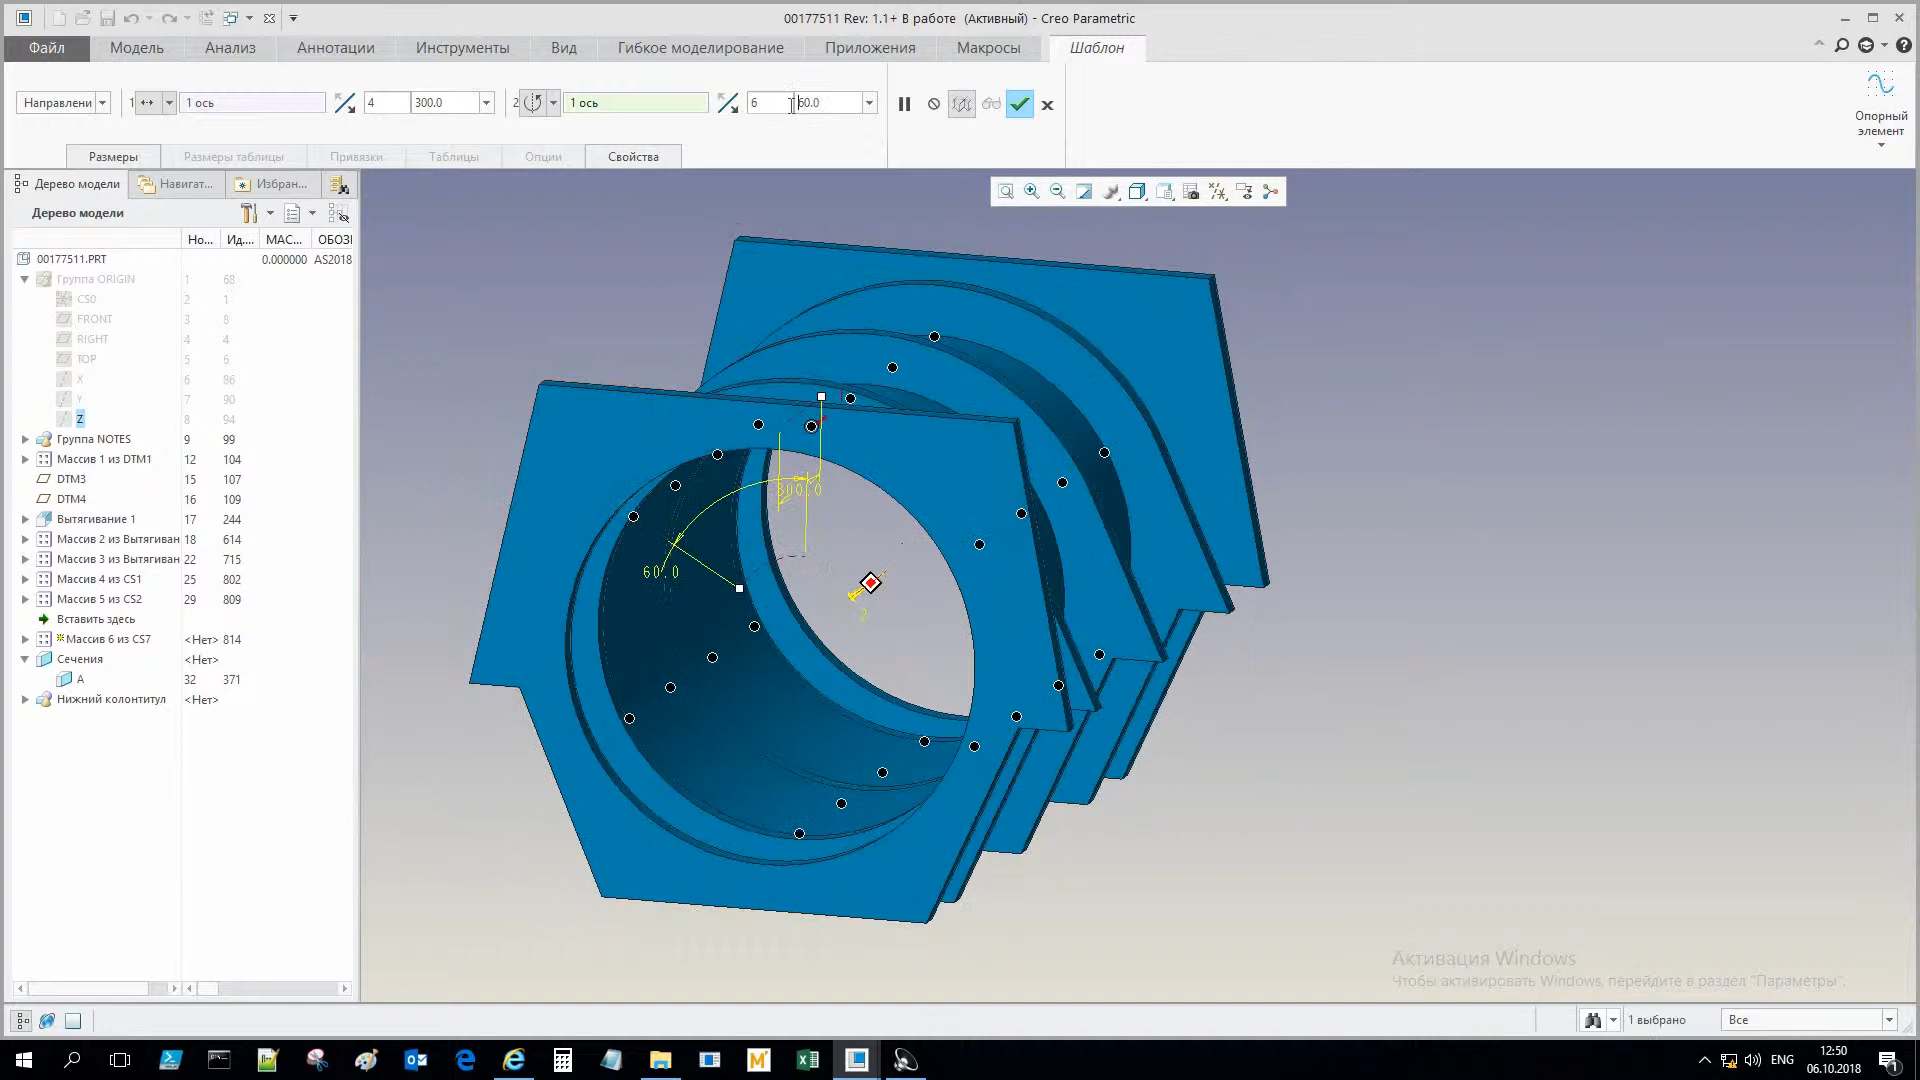 00177511 Rev: 1.1+ В работе (Активный) - Creo Parametric
Файл Модель Анализ Аннотации Инструменты Вид Гибкое моделирование Приложения Макросы Шаблон
Направлени 1 1 ось 4 300.0 2 1 ось 6 60.0
Опорный элемент
Размеры Размеры таблицы Привязки Таблицы Опции Свойства
Дерево модели Навигат... Избран...
Дерево модели
Но... Ид.... МАС... ОБОЗІ
00177511.PRT 0.000000 AS2018
Группа ORIGIN 1 68
CS0 2 1
FRONT 3 8
RIGHT 4 4
TOP 5 6
X 6 86
Y 7 90
Z 8 94
Группа NOTES 9 99
Массив 1 из DTM1 12 104
DTM3 15 107
DTM4 16 109
Вытягивание 1 17 244
Массив 2 из Вытягиван 18 614
Массив 3 из Вытягиван 22 715
Массив 4 из CS1 25 802
Массив 5 из CS2 29 809
Вставить здесь
Массив 6 из CS7 <Нет> 814
Сечения <Нет>
A 32 371
Нижний колонтитул <Нет>
300.0
60.0
2
Активация Windows
Чтобы активировать Windows, перейдите в раздел "Параметры".
1 выбрано Все
ENG 12:50
06.10.2018 1